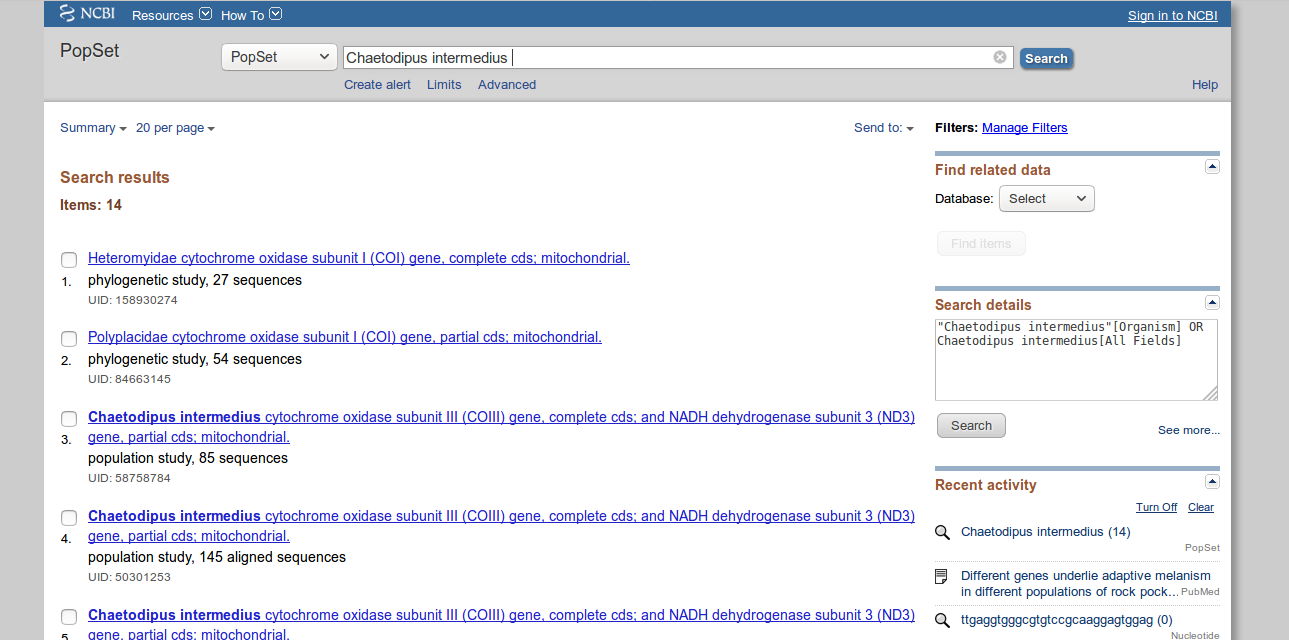 NCBI Resources How To Sign in to NCBI
PopSet PopSet Chaetodipus intermedius Search
Create alert Limits Advanced Help
Summary 20 per page Send to: Filters: Manage Filters
Search results
Items: 14
Heteromyidae cytochrome oxidase subunit I (COI) gene, complete cds; mitochondrial.
1. phylogenetic study, 27 sequences
UID: 158930274
Polyplacidae cytochrome oxidase subunit I (COI) gene, partial cds; mitochondrial.
2. phylogenetic study, 54 sequences
UID: 84663145
Chaetodipus intermedius cytochrome oxidase subunit III (COIII) gene, complete cds; and NADH dehydrogenase subunit 3 (ND3)
3. gene, partial cds; mitochondrial.
population study, 85 sequences
UID: 58758784
Chaetodipus intermedius cytochrome oxidase subunit III (COIII) gene, complete cds; and NADH dehydrogenase subunit 3 (ND3)
4. gene, partial cds; mitochondrial.
population study, 145 aligned sequences
UID: 50301253
Chaetodipus intermedius cytochrome oxidase subunit III (COIII) gene, complete cds; and NADH dehydrogenase subunit 3 (ND3)
5. gene, partial cds; mitochondrial.
Find related data
Database: Select
Find items
Search details
"Chaetodipus intermedius"[Organism] OR
Chaetodipus intermedius[All Fields]
Search
See more...
Recent activity
Turn Off Clear
Chaetodipus intermedius (14)
PopSet
Different genes underlie adaptive melanism
in different populations of rock pock... PubMed
ttgaggtgggcgtgtccgcaaggagtggag (0)
Nucleotide